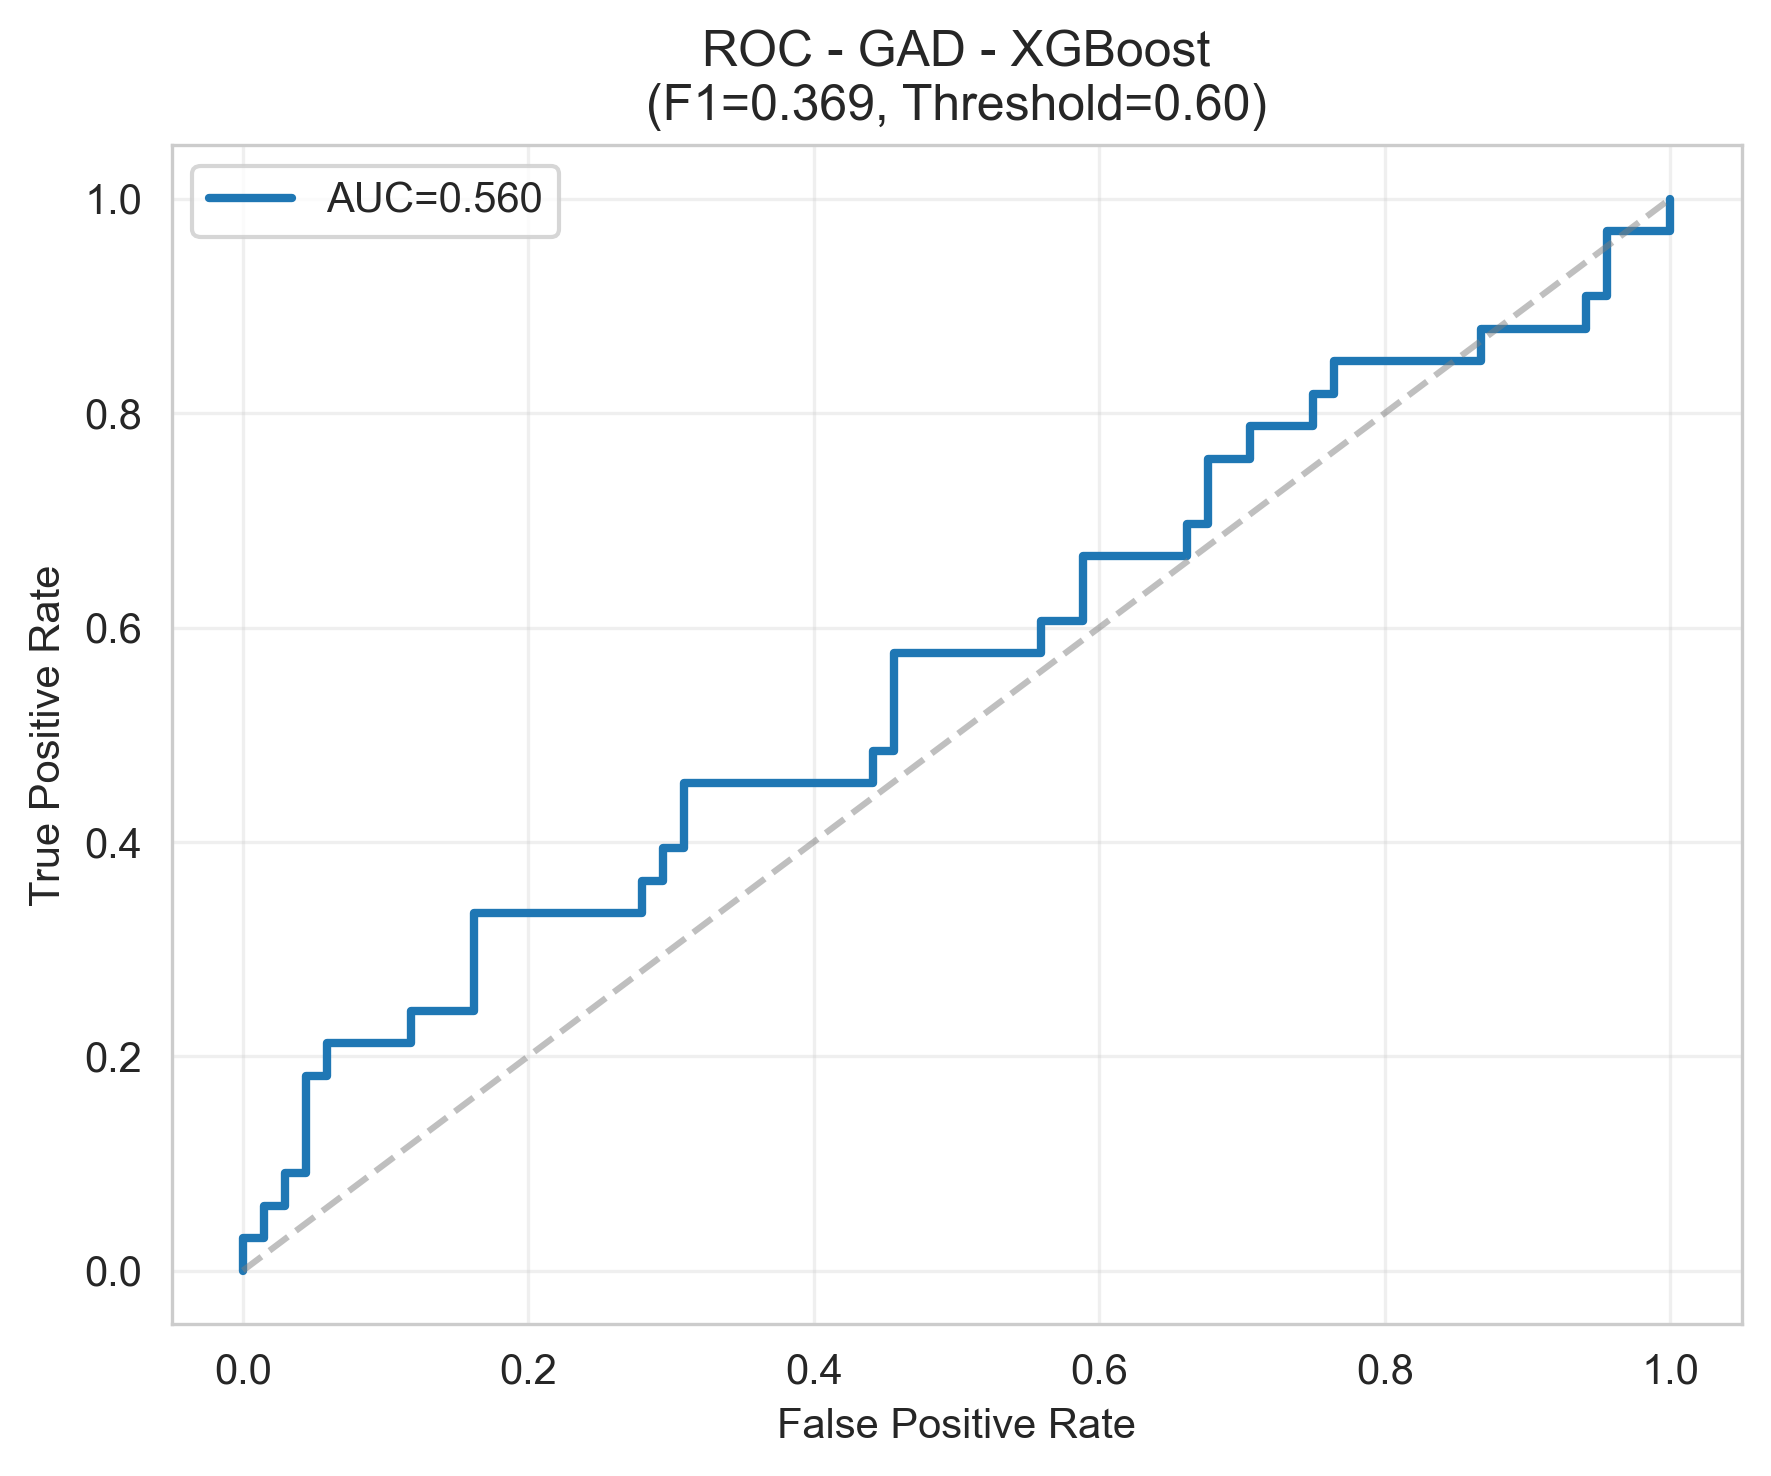 ROC - GAD - XGBoost
(F1=0.369, Threshold=0.60)
AUC=0.560
1.0
0.8
0.6
0.4
0.2
0.0
True Positive Rate
0.0 0.2 0.4 0.6 0.8 1.0
False Positive Rate